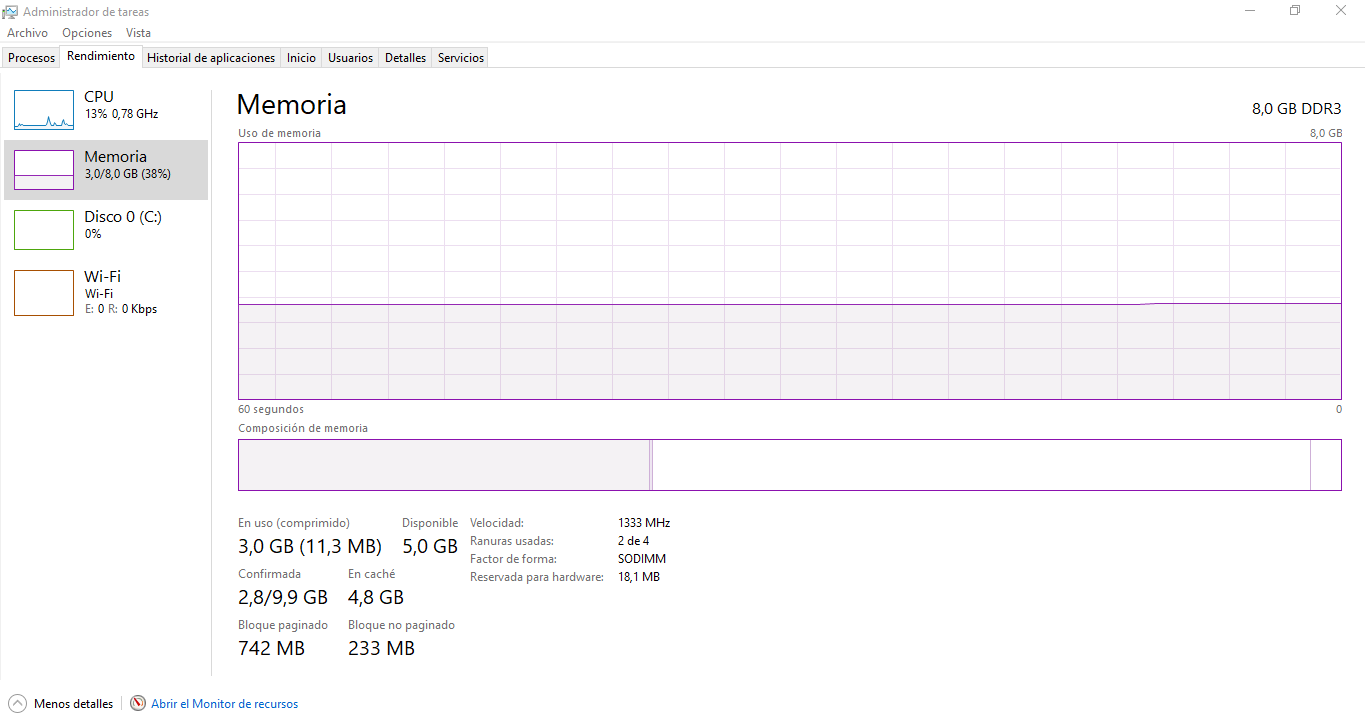 Administrador de tareas
Archivo Opciones Vista
Procesos Rendimiento Historial de aplicaciones Inicio Usuarios Detalles Servicios
CPU
13% 0,78 GHz
Memoria
3,0/8,0 GB (38%)
Disco 0 (C:)
0%
Wi-Fi
Wi-Fi
E: 0 R: 0 Kbps
Memoria 8,0 GB DDR3
Uso de memoria 8,0 GB
60 segundos 0
Composición de memoria
En uso (comprimido) Disponible
3,0 GB (11,3 MB) 5,0 GB
Confirmada En caché
2,8/9,9 GB 4,8 GB
Bloque paginado Bloque no paginado
742 MB 233 MB
Velocidad: 1333 MHz
Ranuras usadas: 2 de 4
Factor de forma: SODIMM
Reservada para hardware: 18,1 MB
Menos detalles Abrir el Monitor de recursos